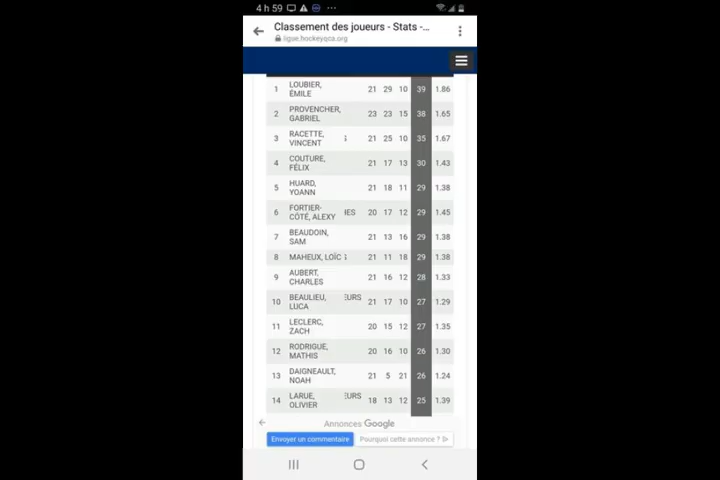 4 h 59
Classement des joueurs - Stats -...
ligue.hockeyqca.org
1 LOUBIER, ÉMILE 21 29 10 39 1.86
2 PROVENCHER, GABRIEL 23 23 15 38 1.65
3 RACETTE, VINCENT 21 25 10 35 1.67
4 COUTURE, FÉLIX 21 17 13 30 1.43
5 HUARD, YOANN 21 18 11 29 1.38
6 FORTIER-CÔTÉ, ALEXY IES 20 17 12 29 1.45
7 BEAUDOIN, SAM 21 13 16 29 1.38
8 MAHEUX, LOÏC 21 11 18 29 1.38
9 AUBERT, CHARLES 21 16 12 28 1.33
10 BEAULIEU, LUCA EURS 21 17 10 27 1.29
11 LECLERC, ZACH 20 15 12 27 1.35
12 RODRIGUE, MATHIS 20 16 10 26 1.30
13 DAIGNEAULT, NOAH 21 5 21 26 1.24
14 LARUE, OLIVIER EURS 18 13 12 25 1.39
Annonces Google
Envoyer un commentaire
Pourquoi cette annonce ?